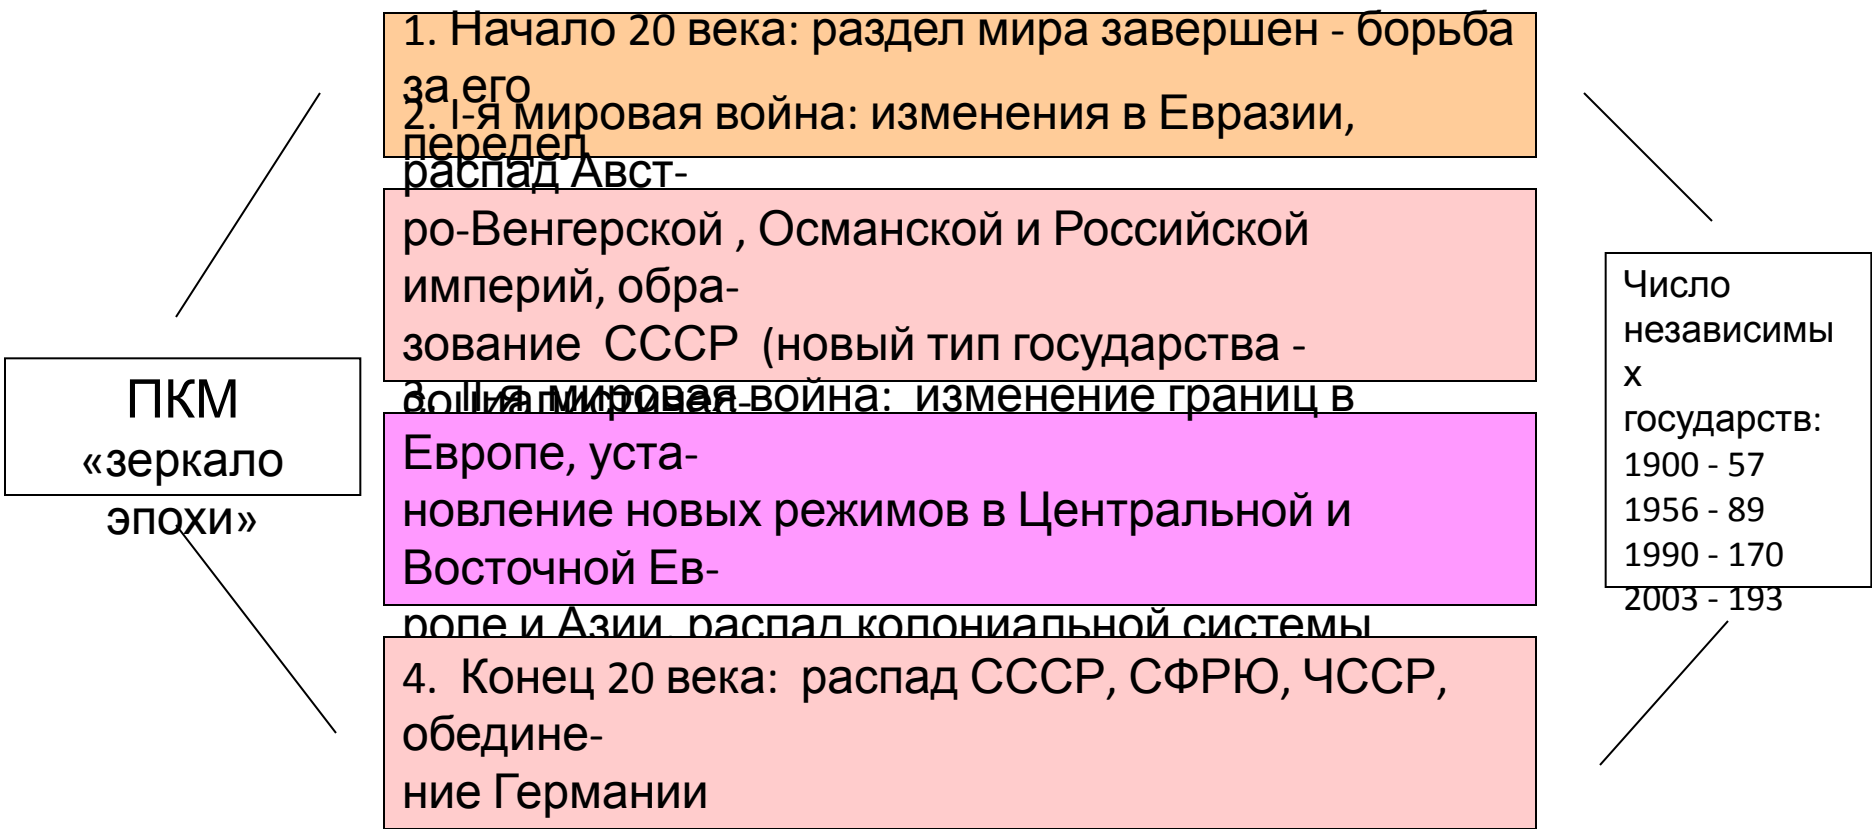 1. Начало 20 века: раздел мира завершен - борьба
за его
передел
2. I-я мировая война: изменения в Евразии,
распад Авст-
ро-Венгерской , Османской и Российской
империй, обра-
зование СССР (новый тип государства -
социалистичес-
3. II-я мировая война: изменение границ в
Европе, уста-
новление новых режимов в Центральной и
Восточной Ев-
ропе и Азии, распад колониальной системы
4. Конец 20 века: распад СССР, СФРЮ, ЧССР,
обедине-
ние Германии
ПКМ
«зеркало
эпохи»
Число
независимы
х
государств:
1900 - 57
1956 - 89
1990 - 170
2003 - 193